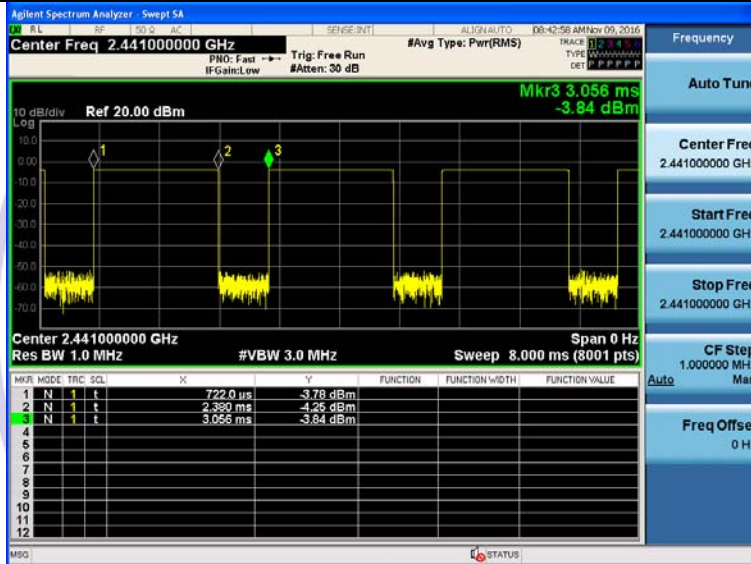 Agilent Spectrum Analyzer - Swept SA
RL RF 50 Ω AC SENSE:INT ALIGN AUTO 08:42:58 AM Nov 09, 2016
Center Freq 2.441000000 GHz #Avg Type: Pwr(RMS) TRACE 1 2 3 4 5 6
PNO: Fast Trig: Free Run TYPE
IFGain:Low #Atten: 30 dB DET P P P P P P
Mkr3 3.056 ms
10 dB/div Ref 20.00 dBm -3.84 dBm
Log
10.0
0.00
-10.0
-20.0
-30.0
-40.0
-50.0
-60.0
-70.0
1 2 3
Center 2.441000000 GHz Span 0 Hz
Res BW 1.0 MHz #VBW 3.0 MHz Sweep 8.000 ms (8001 pts)
MKR MODE TRC SCL X Y FUNCTION FUNCTION WIDTH FUNCTION VALUE
1 N 1 t 722.0 µs -3.78 dBm
2 N 1 t 2.380 ms -4.25 dBm
3 N 1 t 3.056 ms -3.84 dBm
4
5
6
7
8
9
10
11
12
MSG STATUS
Frequency
Auto Tun
Center Fre
2.441000000 GH
Start Fre
2.441000000 GH
Stop Fre
2.441000000 GH
CF Step
1.000000 MH
Auto Ma
Freq Offse
0 H